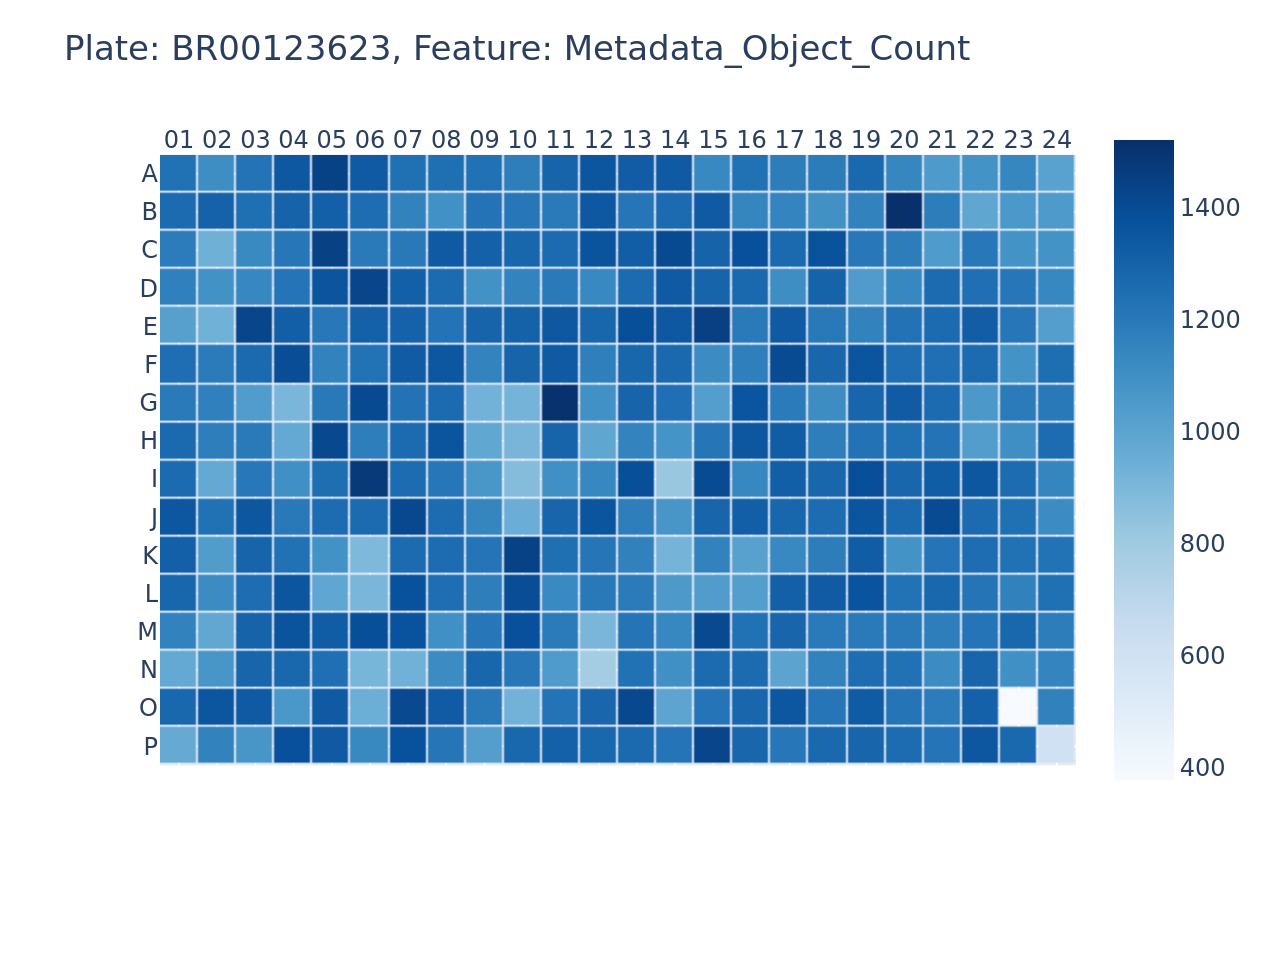 Plate: BR00123623, Feature: Metadata_Object_Count
01 02 03 04 05 06 07 08 09 10 11 12 13 14 15 16 17 18 19 20 21 22 23 24
A
B
C
D
E
F
G
H
I
J
K
L
M
N
O
P
1400
1200
1000
800
600
400